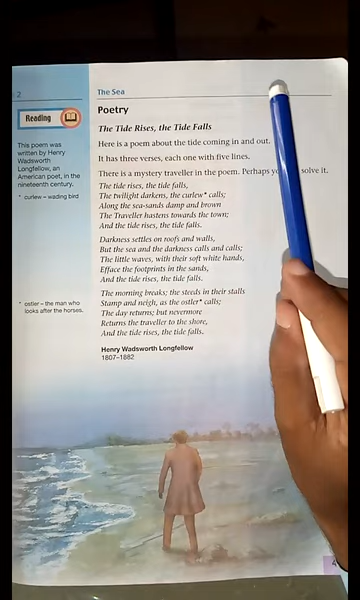 2
The Sea
Reading
Poetry
The Tide Rises, the Tide Falls
This poem was
written by Henry
Wadsworth
Longfellow, an
American poet, in the
nineteenth century.
* curlew – wading bird
Here is a poem about the tide coming in and out.
It has three verses, each one with five lines.
There is a mystery traveller in the poem. Perhaps solve it.
The tide rises, the tide falls,
The twilight darkens, the curlew* calls;
Along the sea-sands damp and brown
The Traveller hastens towards the town;
And the tide rises, the tide falls.
Darkness settles on roofs and walls,
But the sea and the darkness calls and calls;
The little waves, with their soft white hands,
Efface the footprints in the sands,
And the tide rises, the tide falls.
* ostler – the man who
looks after the horses.
The morning breaks; the steeds in their stalls
Stamp and neigh, as the ostler* calls;
The day returns; but nevermore
Returns the traveller to the shore,
And the tide rises, the tide falls.
Henry Wadsworth Longfellow
1807–1882